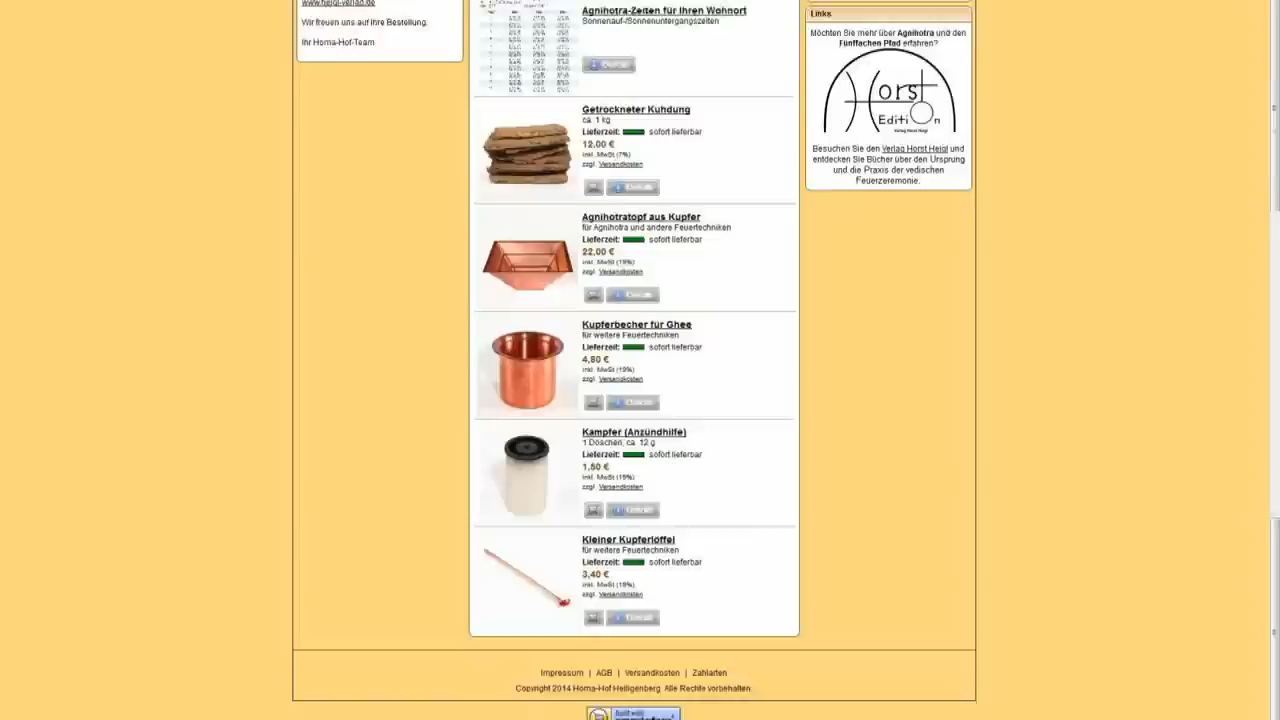 www.heigl-verlag.de
Wir freuen uns auf Ihre Bestellung.
Ihr Homa-Hof-Team
Agnihotra-Zeiten für Ihren Wohnort
Sonnenauf-/Sonnenuntergangszeiten
Getrockneter Kuhdung
ca. 1 kg
Lieferzeit: sofort lieferbar
12,00 €
inkl. MwSt (7%)
zzgl. Versandkosten
Agnihotratopf aus Kupfer
für Agnihotra und andere Feuertechniken
Lieferzeit: sofort lieferbar
22,00 €
inkl. MwSt (19%)
zzgl. Versandkosten
Kupferbecher für Ghee
für weitere Feuertechniken
Lieferzeit: sofort lieferbar
4,80 €
inkl. MwSt (19%)
zzgl. Versandkosten
Kampfer (Anzündhilfe)
1 Döschen, ca. 12 g
Lieferzeit: sofort lieferbar
1,50 €
inkl. MwSt (19%)
zzgl. Versandkosten
Kleiner Kupferlöffel
für weitere Feuertechniken
Lieferzeit: sofort lieferbar
3,40 €
inkl. MwSt (19%)
zzgl. Versandkosten
Links
Möchten Sie mehr über Agnihotra und den
Fünffachen Pfad erfahren?
Horst
Edition
Verlag Horst Heigl
Besuchen Sie den Verlag Horst Heigl und
entdecken Sie Bücher über den Ursprung
und die Praxis der vedischen
Feuerzeremonie.
Impressum | AGB | Versandkosten | Zahlarten
Copyright 2014 Homa-Hof Heiligenberg. Alle Rechte vorbehalten.